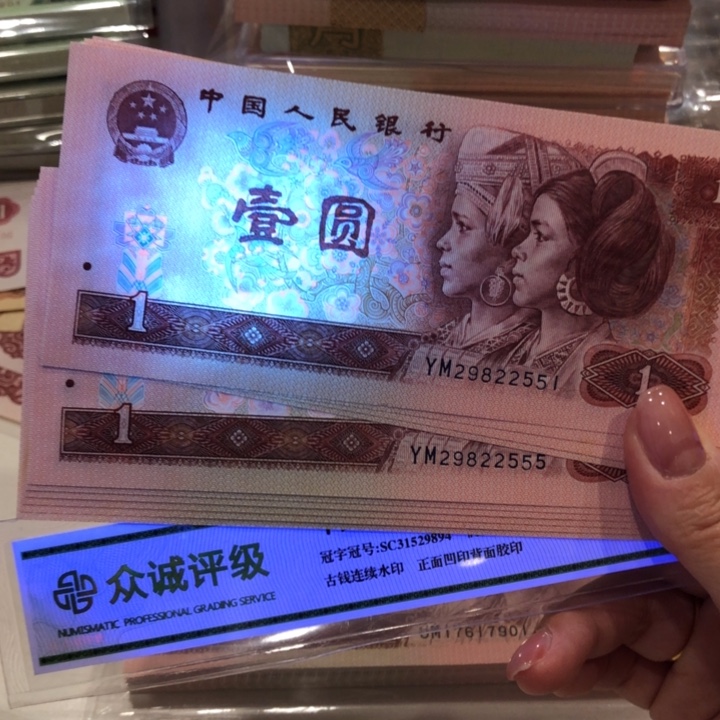 中国人民银行
壹圆
1
YM29822551
1
1
YM29822555
众诚评级
NUMISMATIC PROFESSIONAL GRADING SERVICE
冠字冠号:SC31529894
古钱连续水印 正面凹印背面胶印